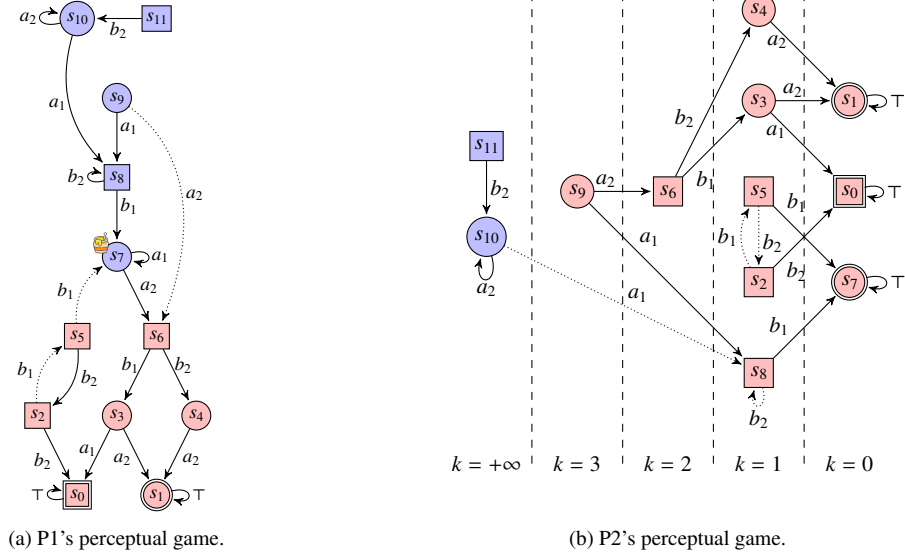 a₂
s₁₀
b₂
s₁₁
a₁
s₉
a₁
a₂
b₂
s₈
b₁
s₇
a₁
b₁
a₂
s₅
s₆
b₁
b₂
b₁
b₂
s₂
s₃
s₄
b₂
a₁
a₂
a₂
⊤
s₀
s₁
⊤
(a) P1's perceptual game.
s₄
a₂
s₃
a₂
s₁
⊤
b₂
a₁
s₁₁
b₂
s₉
a₂
s₆
b₁
s₅
b₁
s₀
⊤
s₁₀
a₂
a₁
a₁
b₁
b₂
s₂
b₂
s₇
⊤
b₁
s₈
b₂
k = +∞
k = 3
k = 2
k = 1
k = 0
(b) P2's perceptual game.